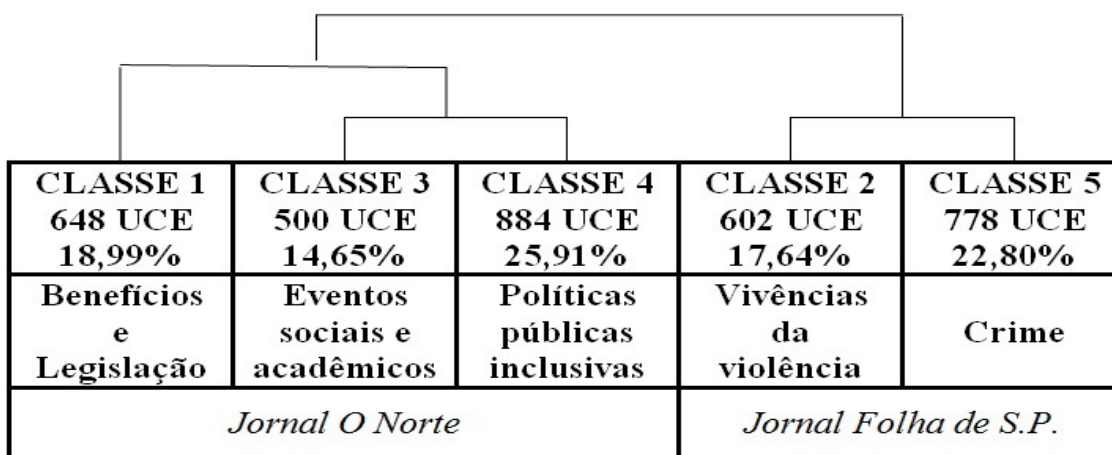 CLASSE 1
648 UCE
18,99%
CLASSE 3
500 UCE
14,65%
CLASSE 4
884 UCE
25,91%
CLASSE 2
602 UCE
17,64%
CLASSE 5
778 UCE
22,80%
Benefícios
e
Legislação
Eventos
sociais e
acadêmicos
Políticas
públicas
inclusivas
Vivências
da
violência
Crime
Jornal O Norte
Jornal Folha de S.P.